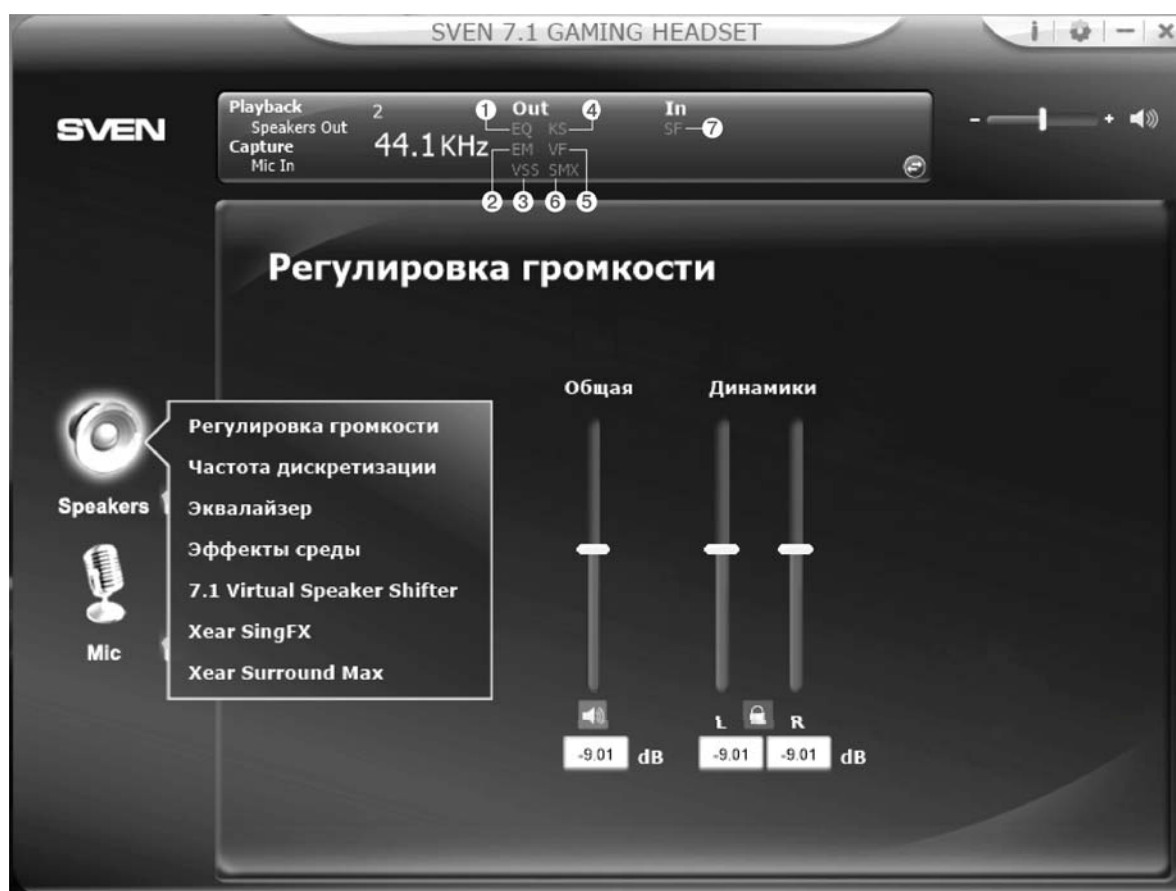 SVEN 7.1 GAMING HEADSET
i
SVEN
Playback 2 ① Out ④ In
Speakers Out EQ KS SF ⑦
Capture 44.1 KHz EM VF
Mic In VSS SMX
② ③ ⑥ ⑤
- +
Регулировка громкости
Общая Динамики
Speakers
Mic
Регулировка громкости
Частота дискретизации
Эквалайзер
Эффекты среды
7.1 Virtual Speaker Shifter
Xear SingFX
Xear Surround Max
L R
-9.01 dB -9.01 -9.01 dB